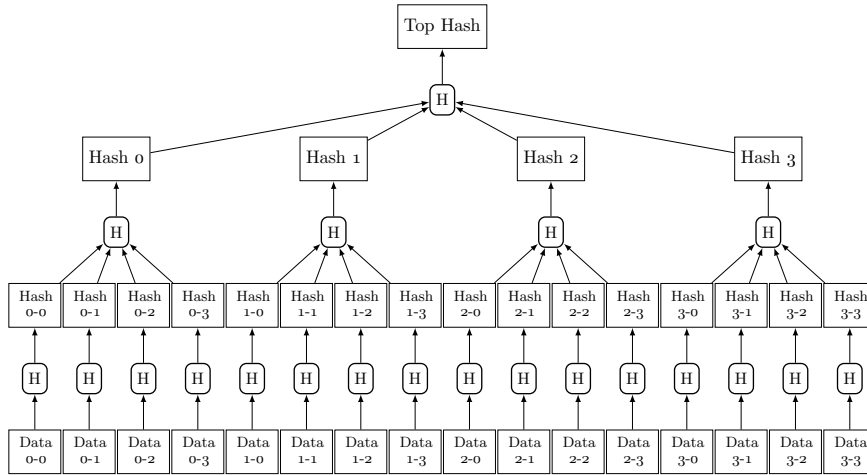 Top Hash
H
Hash 0 Hash 1 Hash 2 Hash 3
H H H H
Hash Hash Hash Hash Hash Hash Hash Hash Hash Hash Hash Hash Hash Hash Hash Hash
0-0 0-1 0-2 0-3 1-0 1-1 1-2 1-3 2-0 2-1 2-2 2-3 3-0 3-1 3-2 3-3
H H H H H H H H H H H H H H H H
Data Data Data Data Data Data Data Data Data Data Data Data Data Data Data Data
0-0 0-1 0-2 0-3 1-0 1-1 1-2 1-3 2-0 2-1 2-2 2-3 3-0 3-1 3-2 3-3